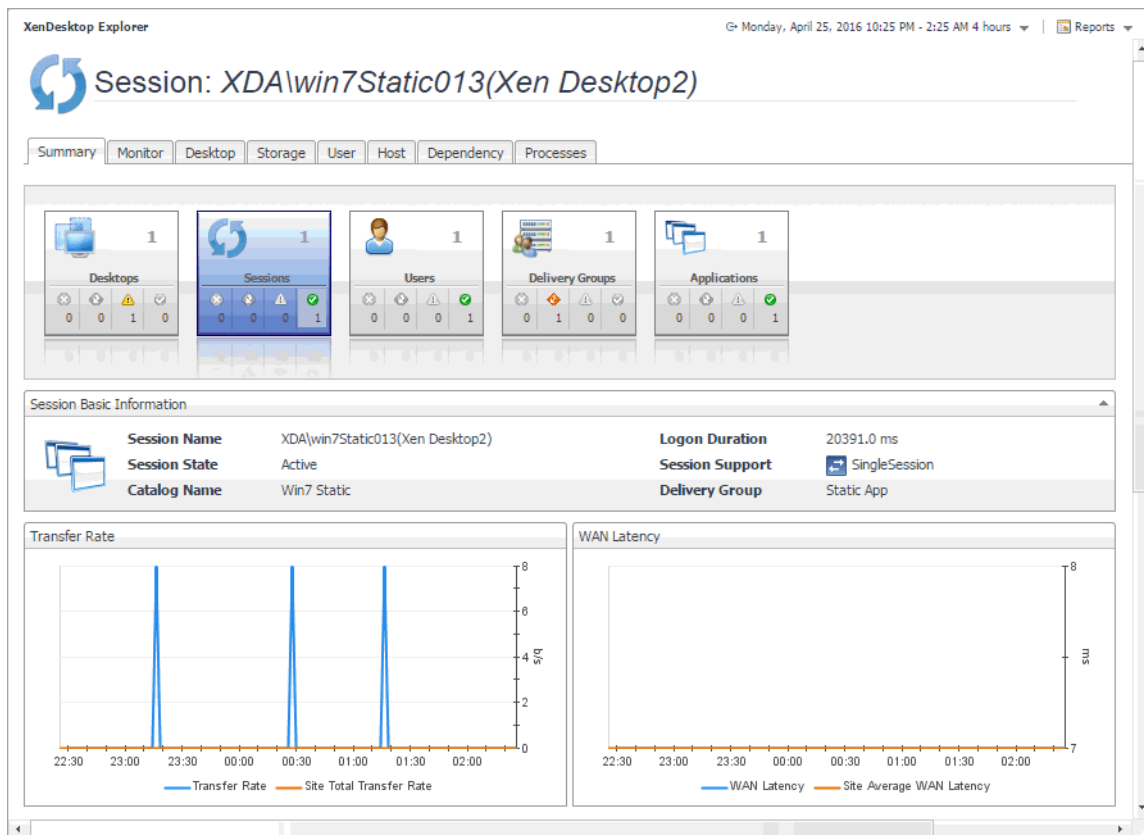 XenDesktop Explorer
Monday, April 25, 2016 10:25 PM - 2:25 AM 4 hours | Reports
Session: XDA\win7Static013(Xen Desktop2)
Summary Monitor Desktop Storage User Host Dependency Processes
1 1 1 1 1
Desktops Sessions Users Delivery Groups Applications
0 0 1 0 0 0 0 1 0 0 0 1 0 1 0 0 0 0 0 1
Session Basic Information
Session Name XDA\win7Static013(Xen Desktop2) Logon Duration 20391.0 ms
Session State Active Session Support SingleSession
Catalog Name Win7 Static Delivery Group Static App
Transfer Rate WAN Latency
8 8
6
4 b/s ms
2
0 7
22:30 23:00 23:30 00:00 00:30 01:00 01:30 02:00 22:30 23:00 23:30 00:00 00:30 01:00 01:30 02:00
Transfer Rate Site Total Transfer Rate WAN Latency Site Average WAN Latency